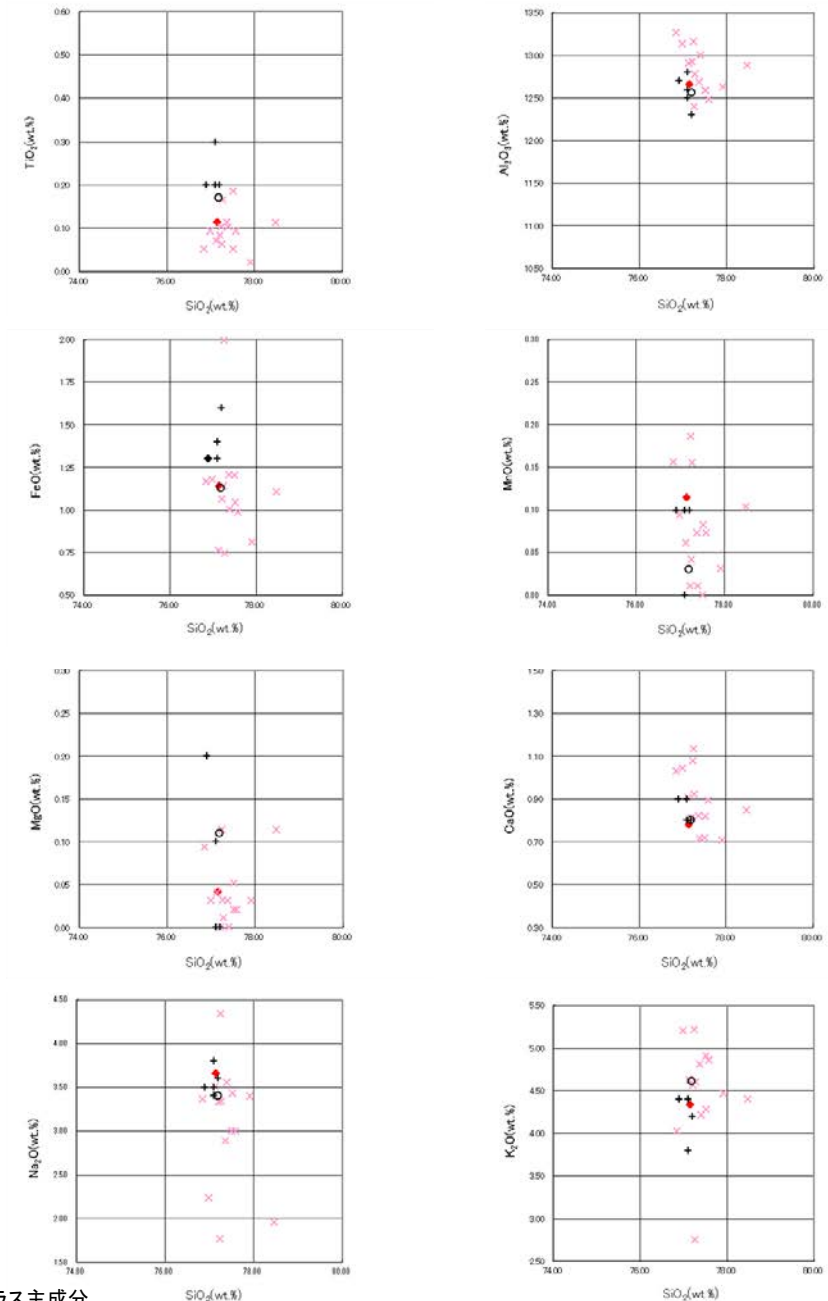 0.60
0.50
0.40
0.30
0.20
0.10
0.00
TiO2(wt.%)
74.00 76.00 78.00 80.00
SiO2(wt.%)
13.50
13.00
12.50
12.00
11.50
11.00
10.50
Al2O3(wt.%)
74.00 76.00 78.00 80.00
SiO2(wt.%)
2.00
1.75
1.50
1.25
1.00
0.75
0.50
FeO(wt.%)
74.00 76.00 78.00 80.00
SiO2(wt.%)
0.30
0.25
0.20
0.15
0.10
0.05
0.00
MnO(wt.%)
74.00 76.00 78.00 80.00
SiO2(wt.%)
0.30
0.25
0.20
0.15
0.10
0.05
0.00
MgO(wt.%)
74.00 76.00 78.00 80.00
SiO2(wt.%)
1.50
1.30
1.10
0.90
0.70
0.50
0.30
CaO(wt.%)
74.00 76.00 78.00 80.00
SiO2(wt.%)
4.50
4.00
3.50
3.00
2.50
2.00
1.50
Na2O(wt.%)
74.00 76.00 78.00 80.00
SiO2(wt.%)
5.50
5.00
4.50
4.00
3.50
3.00
2.50
K2O(wt.%)
74.00 76.00 78.00 80.00
SiO2(wt.%)
ラス主成分